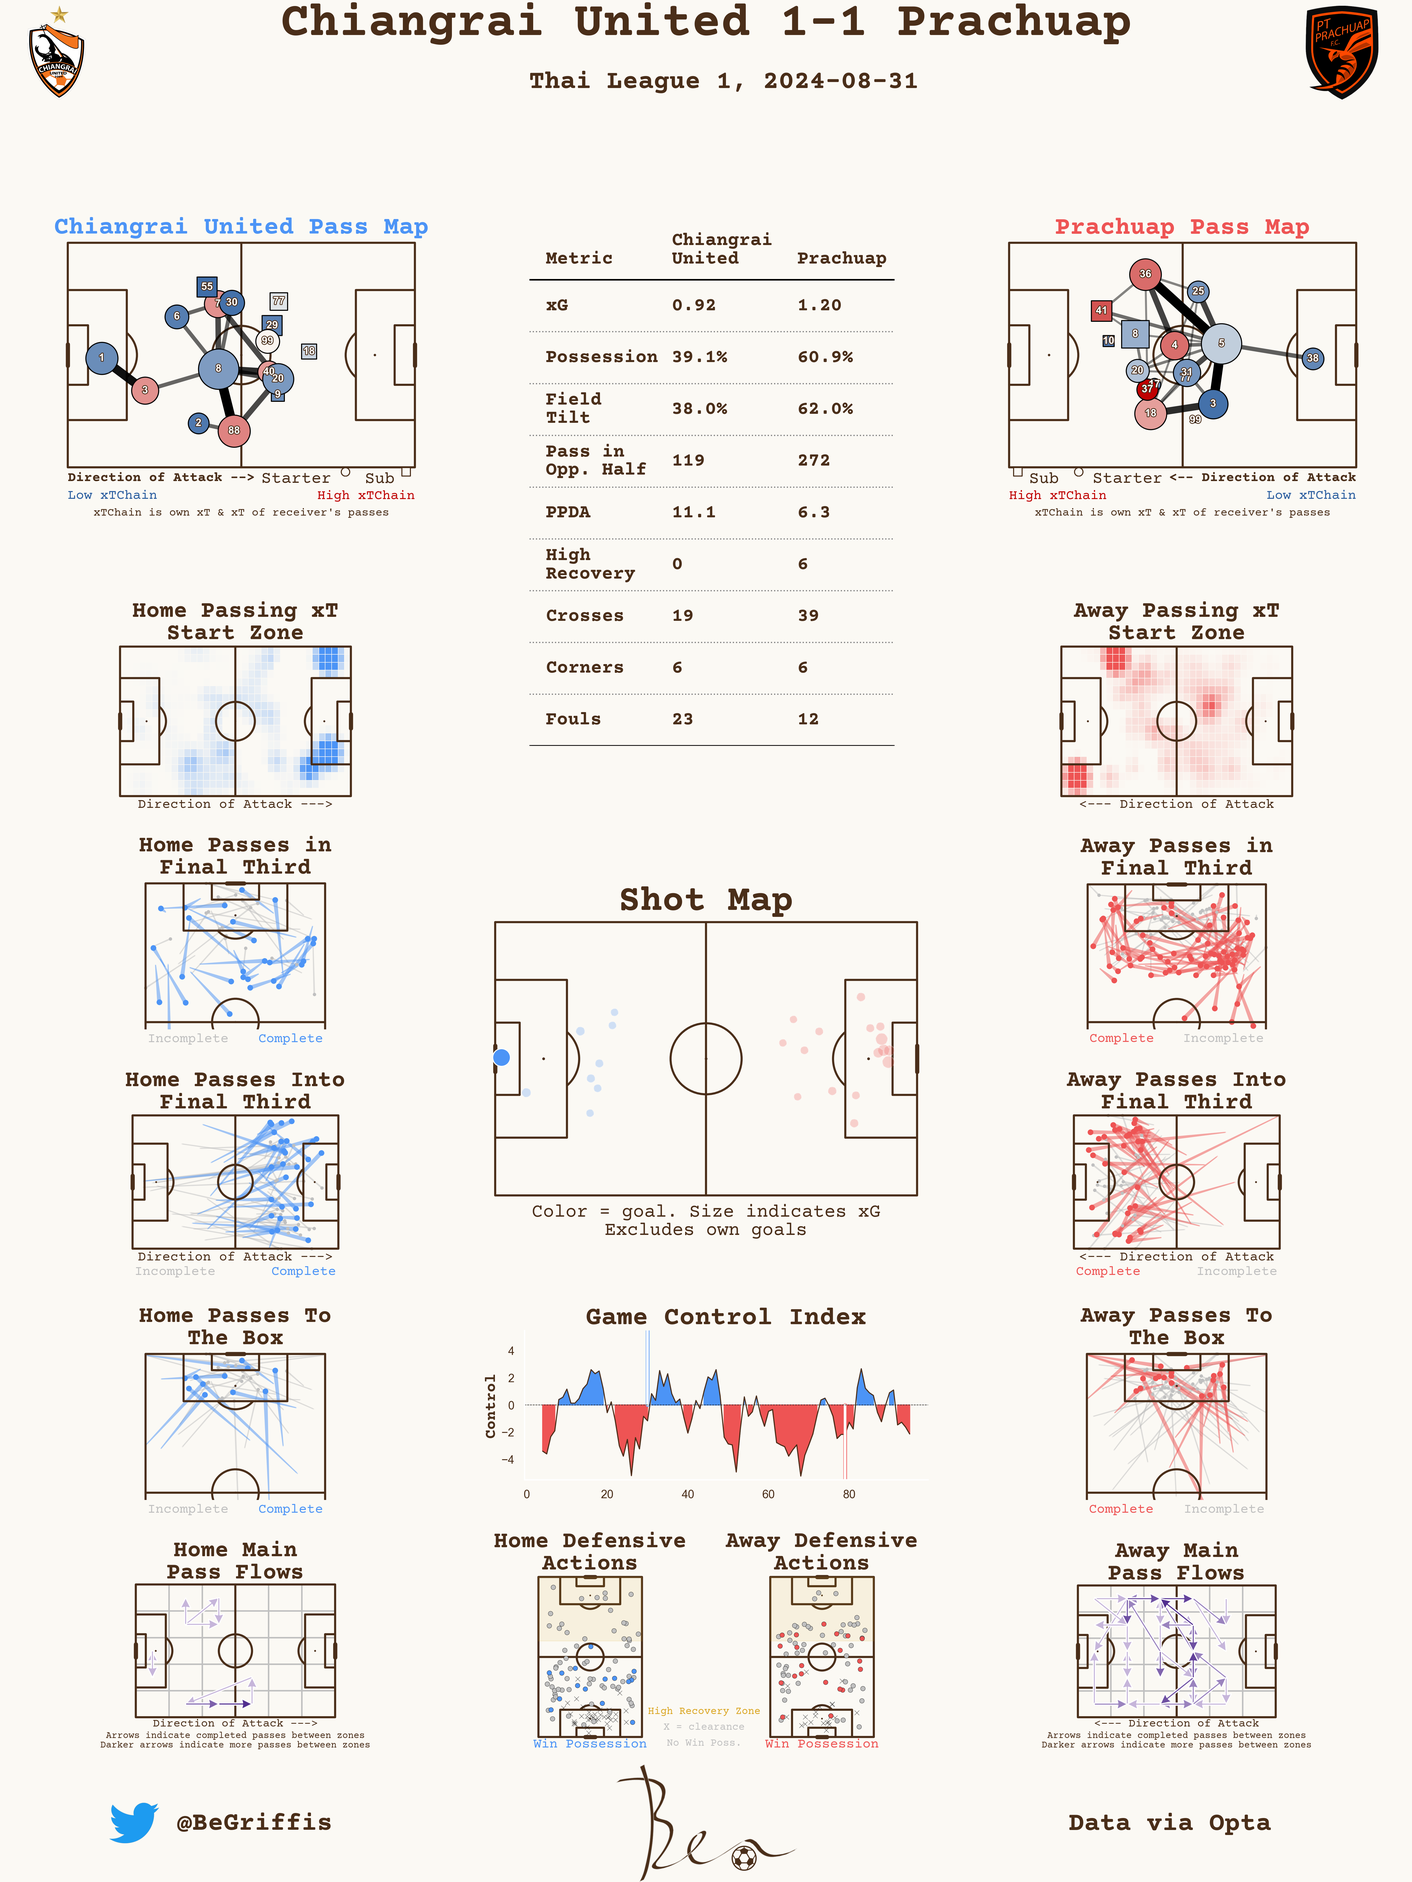 Chiangrai United 1-1 Prachuap
Thai League 1, 2024-08-31
CHIANGRAI
UNITED
PT
PRACHUAP
F.C.
Chiangrai United Pass Map
55
7
30
77
6
29
99
18
1
8
40
20
9
3
2
88
Direction of Attack --> Starter Sub
Low xTChain High xTChain
xTChain is own xT & xT of receiver's passes
Metric Chiangrai United Prachuap
xG 0.92 1.20
Possession 39.1% 60.9%
Field Tilt 38.0% 62.0%
Pass in Opp. Half 119 272
PPDA 11.1 6.3
High Recovery 0 6
Crosses 19 39
Corners 6 6
Fouls 23 12
Prachuap Pass Map
36
25
41
8
10
4
5
38
20
31
77
17
37
18
3
99
Sub Starter <-- Direction of Attack
High xTChain Low xTChain
xTChain is own xT & xT of receiver's passes
Home Passing xT
Start Zone
Direction of Attack --->
Away Passing xT
Start Zone
<--- Direction of Attack
Home Passes in
Final Third
Incomplete Complete
Away Passes in
Final Third
Complete Incomplete
Shot Map
Color = goal. Size indicates xG
Excludes own goals
Home Passes Into
Final Third
Direction of Attack --->
Incomplete Complete
Away Passes Into
Final Third
<--- Direction of Attack
Complete Incomplete
Home Passes To
The Box
Incomplete Complete
Game Control Index
Control
4
2
0
−2
−4
0 20 40 60 80
Away Passes To
The Box
Complete Incomplete
Home Main
Pass Flows
Direction of Attack --->
Arrows indicate completed passes between zones
Darker arrows indicate more passes between zones
Home Defensive
Actions
Win Possession
High Recovery Zone
X = clearance
No Win Poss.
Away Defensive
Actions
Win Possession
Away Main
Pass Flows
<--- Direction of Attack
Arrows indicate completed passes between zones
Darker arrows indicate more passes between zones
@BeGriffis
Ben
Data via Opta